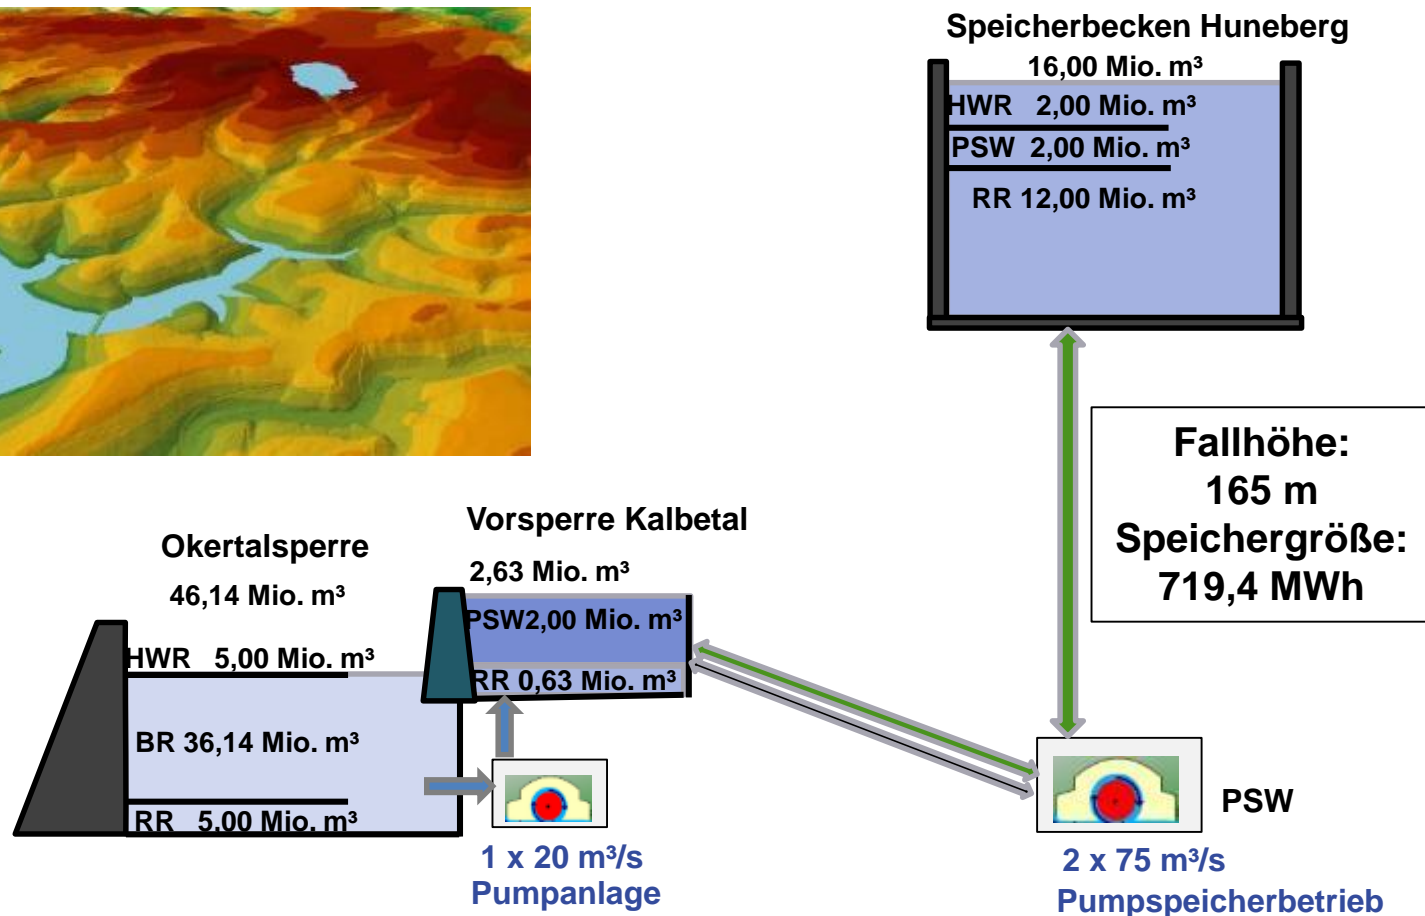 Speicherbecken Huneberg
16,00 Mio. m³
HWR 2,00 Mio. m³
PSW 2,00 Mio. m³
RR 12,00 Mio. m³
Fallhöhe:
165 m
Speichergröße:
719,4 MWh
Vorsperre Kalbetal
2,63 Mio. m³
PSW2,00 Mio. m³
RR 0,63 Mio. m³
Okertalsperre
46,14 Mio. m³
HWR 5,00 Mio. m³
BR 36,14 Mio. m³
RR 5,00 Mio. m³
1 x 20 m³/s
Pumpanlage
PSW
2 x 75 m³/s
Pumpspeicherbetrieb